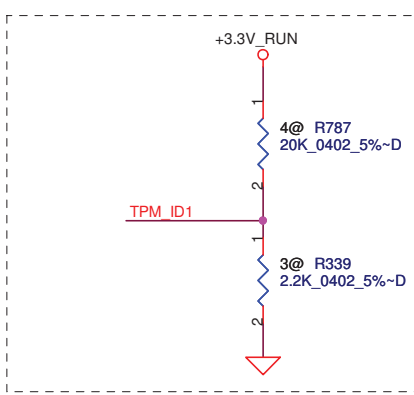 +3.3V_RUN
1
4@ R787
20K_0402_5%~D
2
TPM_ID1
1
3@ R339
2.2K_0402_5%~D
2